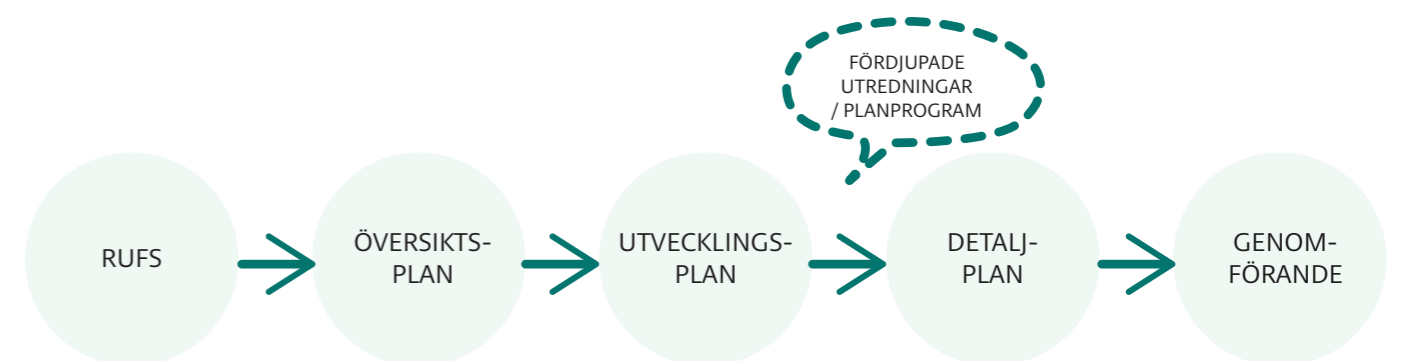 FÖRDJUPADE
UTREDNINGAR
/ PLANPROGRAM
RUFS
ÖVERSIKTS-
PLAN
UTVECKLINGS-
PLAN
DETALJ-
PLAN
GENOM-
FÖRANDE